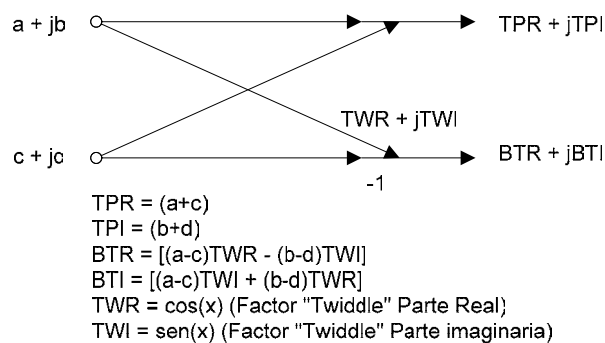 a + jb
TPR + jTPI
TWR + jTWI
c + jd
BTR + jBTI
-1
TPR = (a+c)
TPI = (b+d)
BTR = [(a-c)TWR - (b-d)TWI]
BTI = [(a-c)TWI + (b-d)TWR]
TWR = cos(x) (Factor "Twiddle" Parte Real)
TWI = sen(x) (Factor "Twiddle" Parte imaginaria)